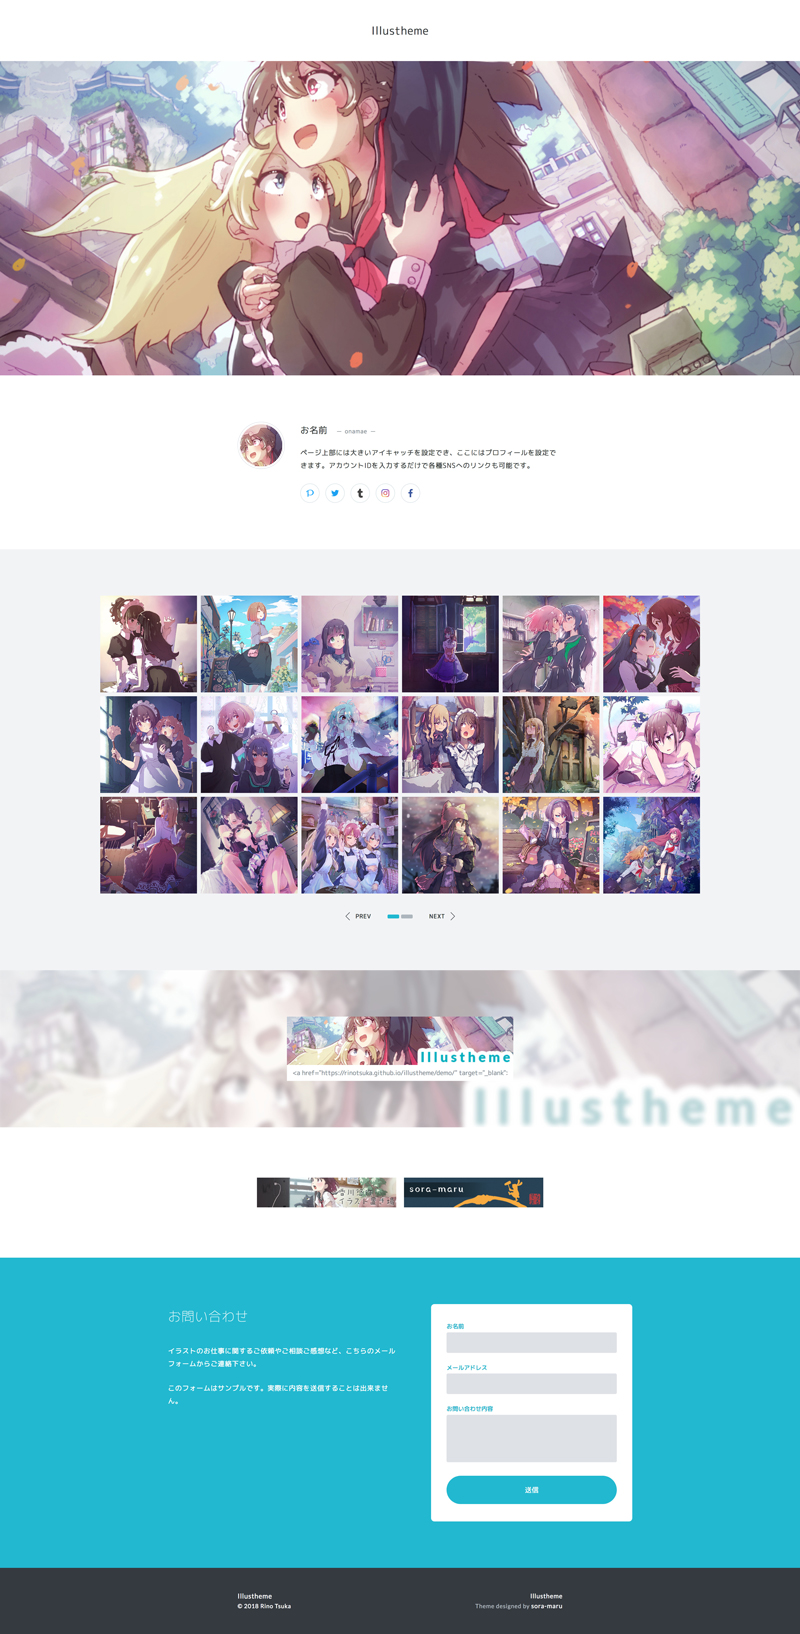 Illustheme
お名前 － onamae －
ページ上部には大きいアイキャッチを設定でき、ここにはプロフィールを設定で
きます。アカウントIDを入力するだけで各種SNSへのリンクも可能です。
PREV
NEXT
Illustheme
<a href="https://rinotsuka.github.io/illustheme/demo/" target="_blank":
Illustheme
sora-maru
お問い合わせ
イラストのお仕事に関するご依頼やご相談ご感想など、こちらのメール
フォームからご連絡下さい。
このフォームはサンプルです。実際に内容を送信することは出来ませ
ん。
お名前
メールアドレス
お問い合わせ内容
送信
Illustheme
© 2018 Rino Tsuka
Illustheme
Theme designed by sora-maru